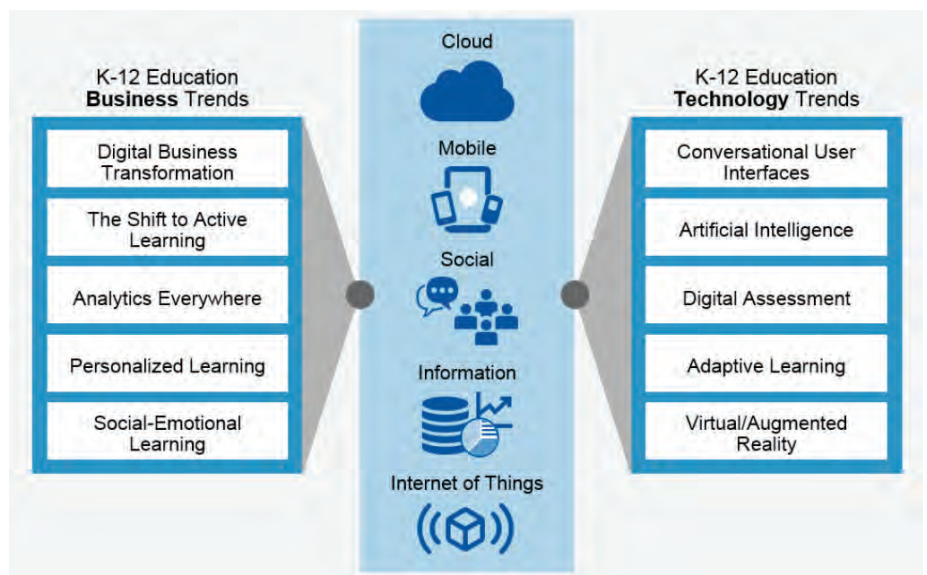 K-12 Education
Business Trends
Digital Business
Transformation
The Shift to Active
Learning
Analytics Everywhere
Personalized Learning
Social-Emotional
Learning
Cloud
Mobile
Social
Information
Internet of Things
K-12 Education
Technology Trends
Conversational User
Interfaces
Artificial Intelligence
Digital Assessment
Adaptive Learning
Virtual/Augmented
Reality